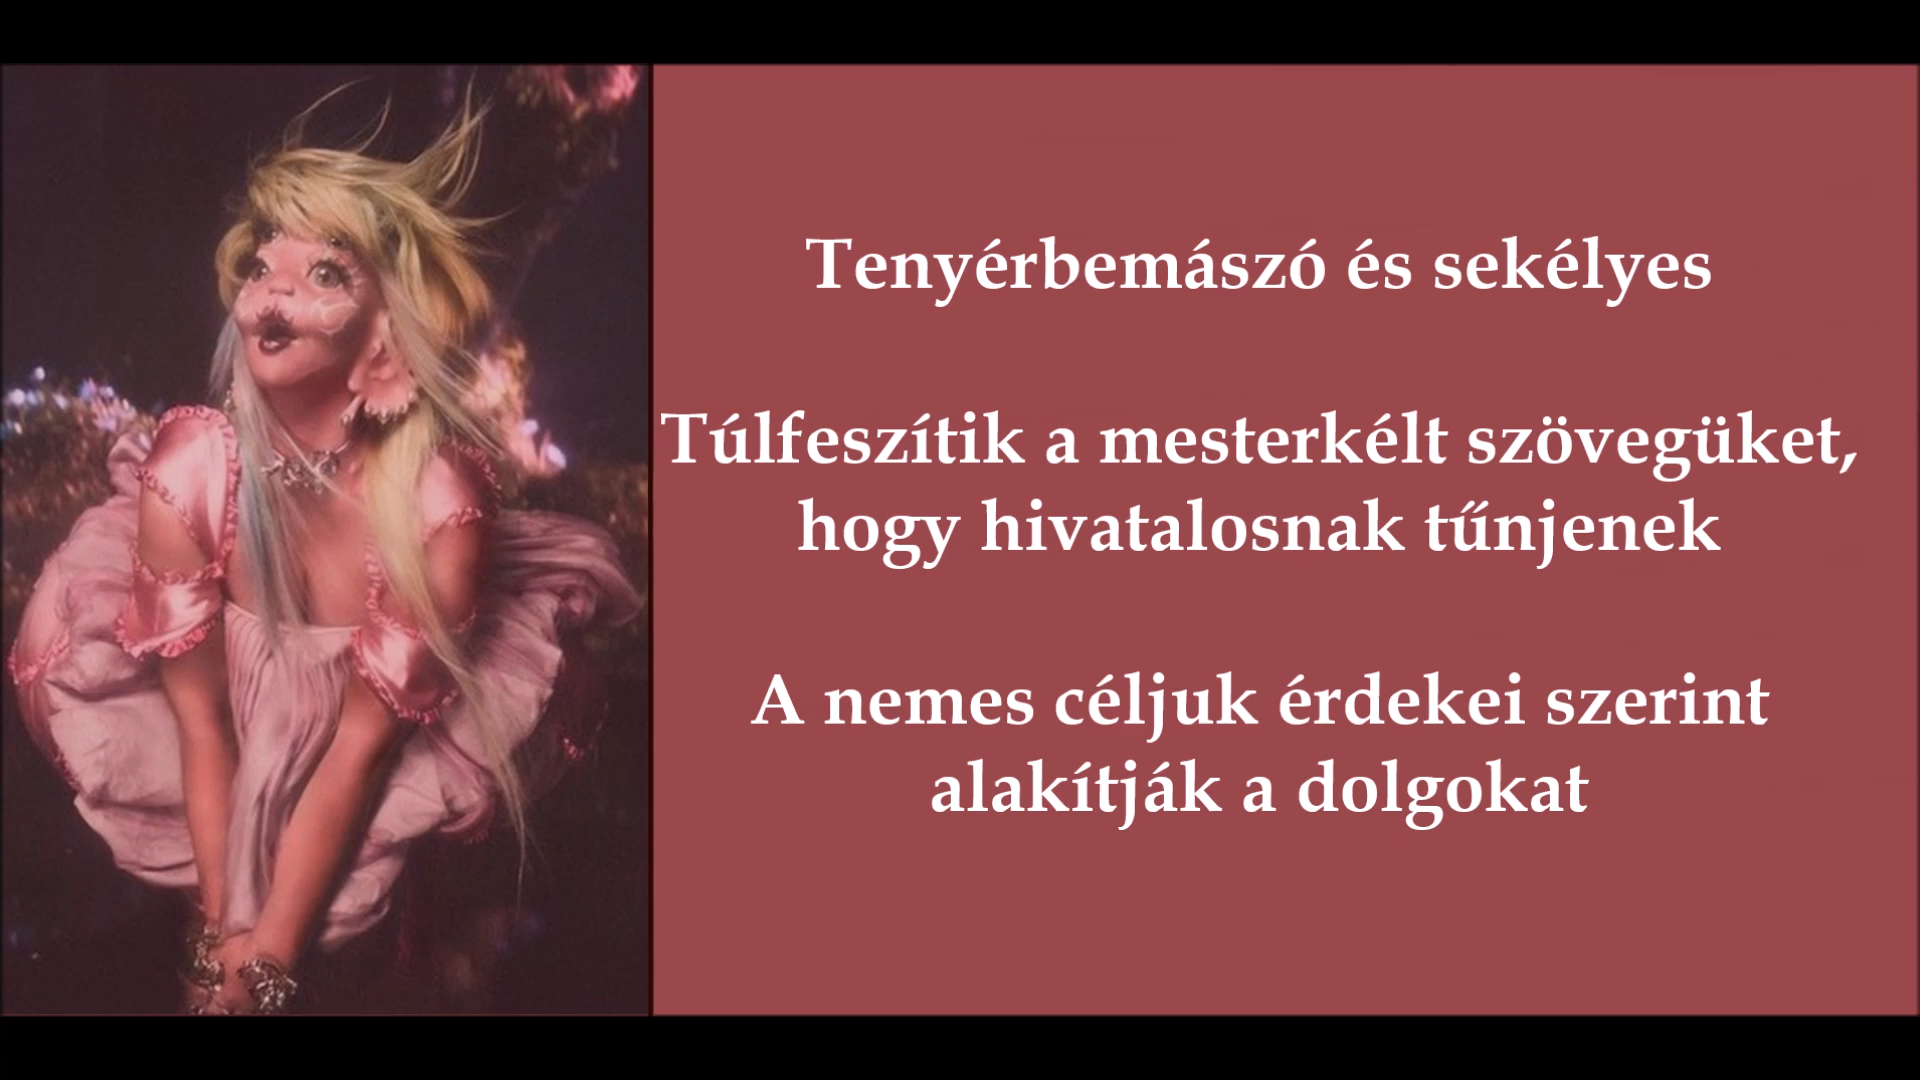 Tenyérbemászó és sekélyes
Túlfeszítik a mesterkélt szövegüket,
hogy hivatalosnak tűnjenek
A nemes céljuk érdekei szerint
alakítják a dolgokat